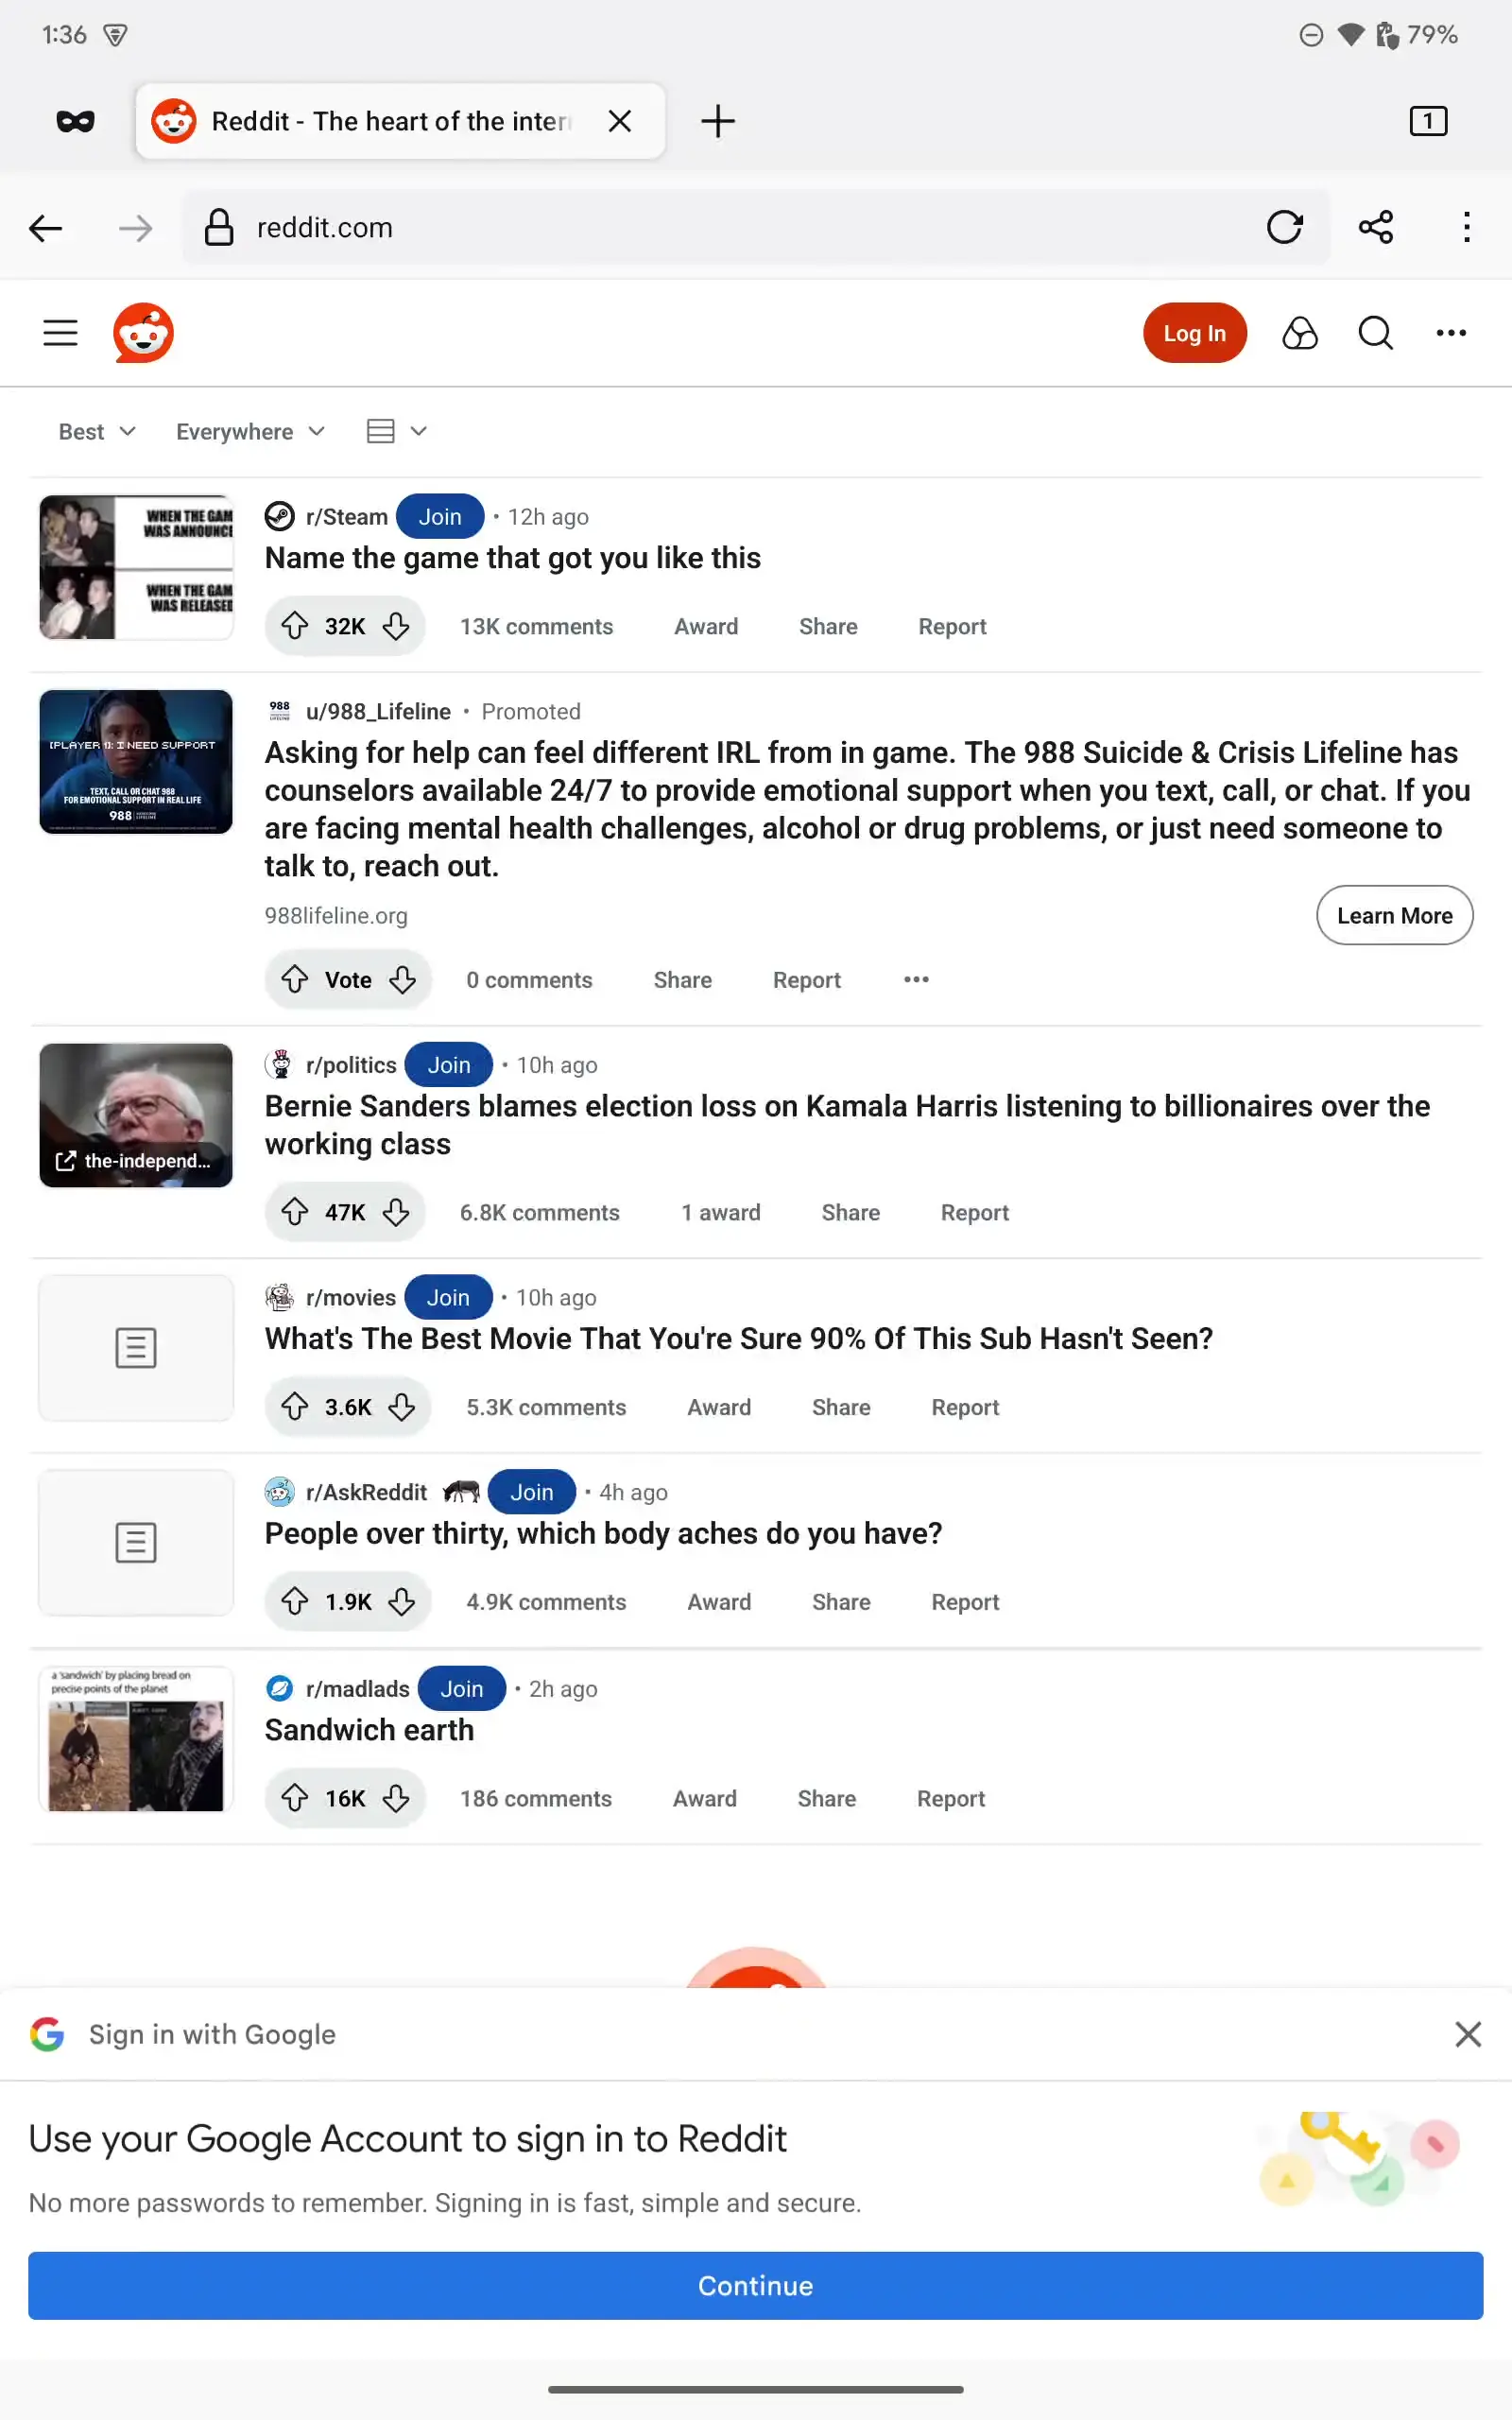 1:36
79%
Reddit - The heart of the inter
1
reddit.com
Log In
Best
Everywhere
WHEN THE GAM
WAS ANNOUNCE
WHEN THE GAM
WAS RELEASED
r/Steam Join • 12h ago
Name the game that got you like this
32K 13K comments Award Share Report
[PLAYER 1]: I NEED SUPPORT
TEXT, CALL OR CHAT 988
FOR EMOTIONAL SUPPORT IN REAL LIFE
988
988
LIFELINE
u/988_Lifeline • Promoted
Asking for help can feel different IRL from in game. The 988 Suicide & Crisis Lifeline has
counselors available 24/7 to provide emotional support when you text, call, or chat. If you
are facing mental health challenges, alcohol or drug problems, or just need someone to
talk to, reach out.
988lifeline.org
Learn More
Vote 0 comments Share Report
the-independ...
r/politics Join • 10h ago
Bernie Sanders blames election loss on Kamala Harris listening to billionaires over the
working class
47K 6.8K comments 1 award Share Report
r/movies Join • 10h ago
What's The Best Movie That You're Sure 90% Of This Sub Hasn't Seen?
3.6K 5.3K comments Award Share Report
r/AskReddit Join • 4h ago
People over thirty, which body aches do you have?
1.9K 4.9K comments Award Share Report
a 'sandwich' by placing bread on
precise points of the planet
r/madlads Join • 2h ago
Sandwich earth
16K 186 comments Award Share Report
Sign in with Google
Use your Google Account to sign in to Reddit
No more passwords to remember. Signing in is fast, simple and secure.
Continue